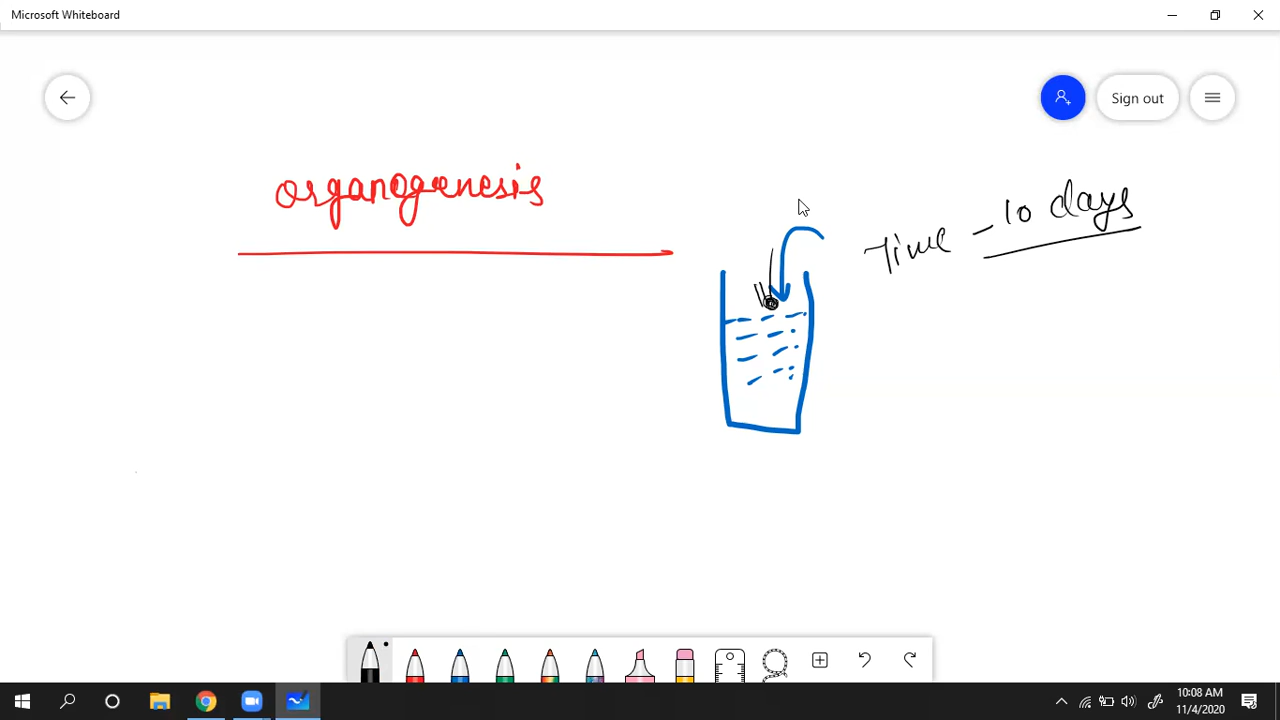 Microsoft Whiteboard
Sign out
organogenesis
Time - 10 days
10:08 AM
11/4/2020